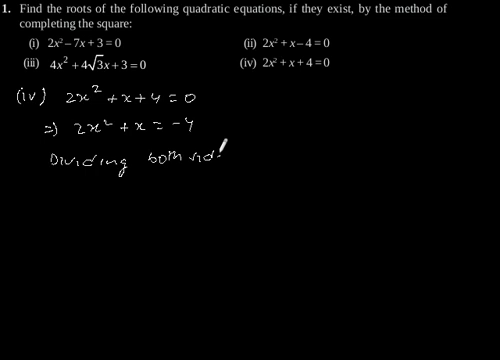 1. Find the roots of the following quadratic equations, if they exist, by the method of
completing the square:
(i) 2x² – 7x + 3 = 0 (ii) 2x² + x – 4 = 0
(iii) 4x² + 4√3x + 3 = 0 (iv) 2x² + x + 4 = 0
(iv) 2x² + x + 4 = 0
⇒ 2x² + x = -4
Dividing both sid